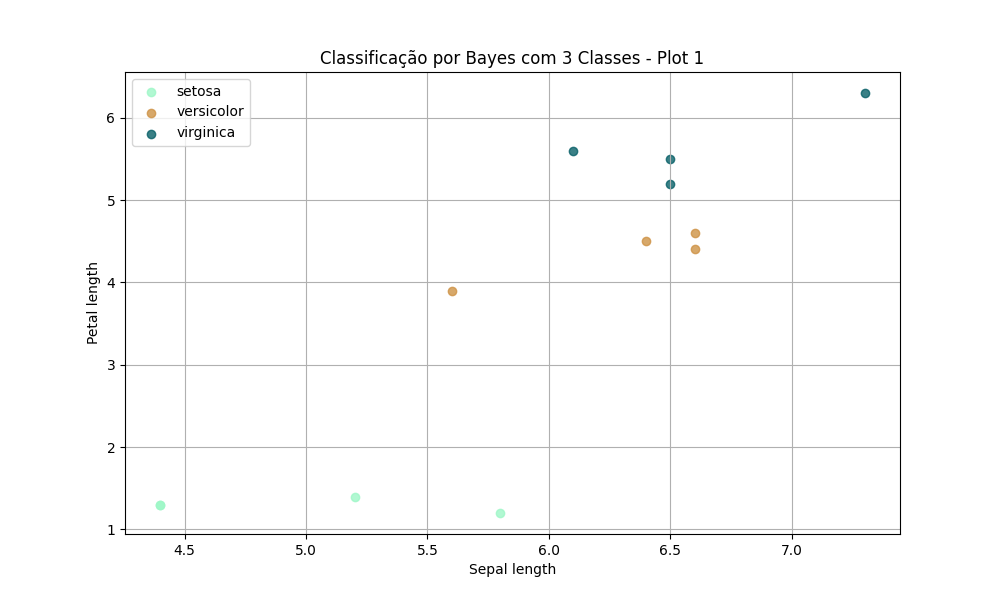 Classificação por Bayes com 3 Classes - Plot 1
setosa
versicolor
virginica
Petal length
6
5
4
3
2
1
4.5 5.0 5.5 6.0 6.5 7.0
Sepal length